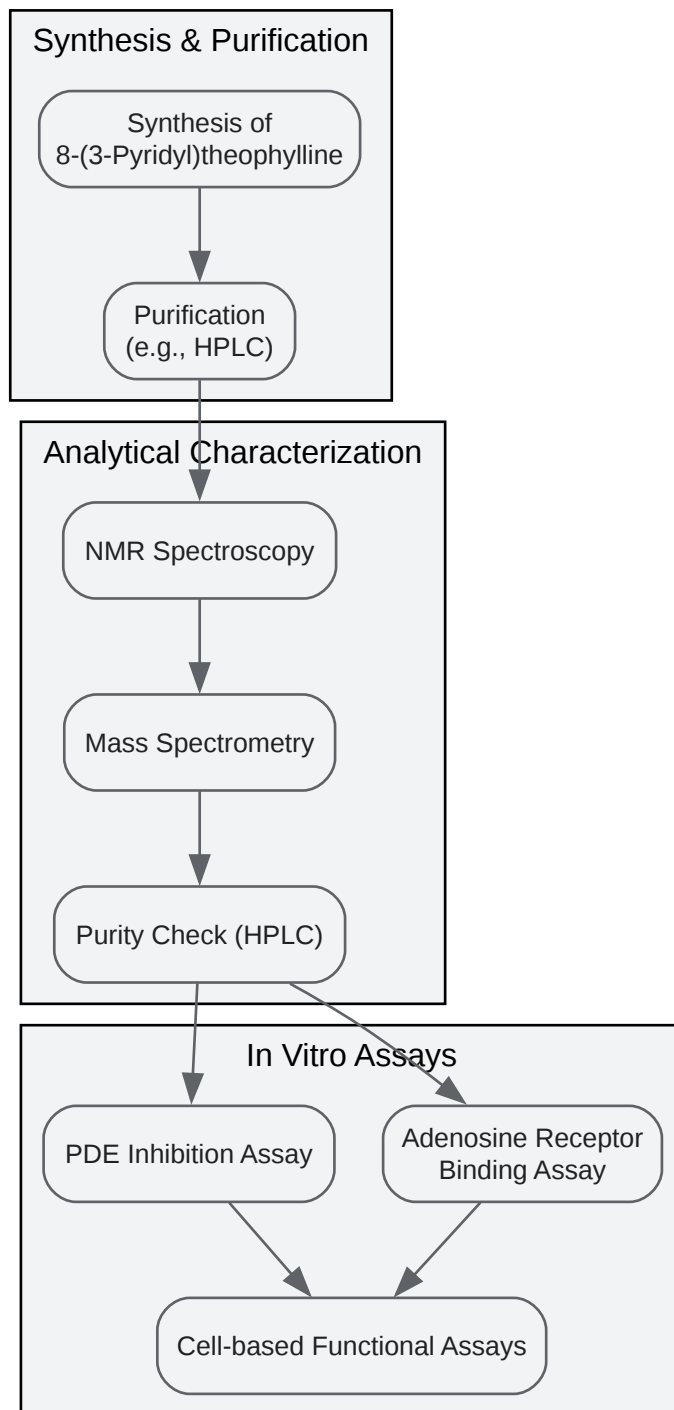 Synthesis & Purification
Synthesis of
8-(3-Pyridyl)theophylline
Purification
(e.g., HPLC)
Analytical Characterization
NMR Spectroscopy
Mass Spectrometry
Purity Check (HPLC)
In Vitro Assays
PDE Inhibition Assay
Adenosine Receptor
Binding Assay
Cell-based Functional Assays